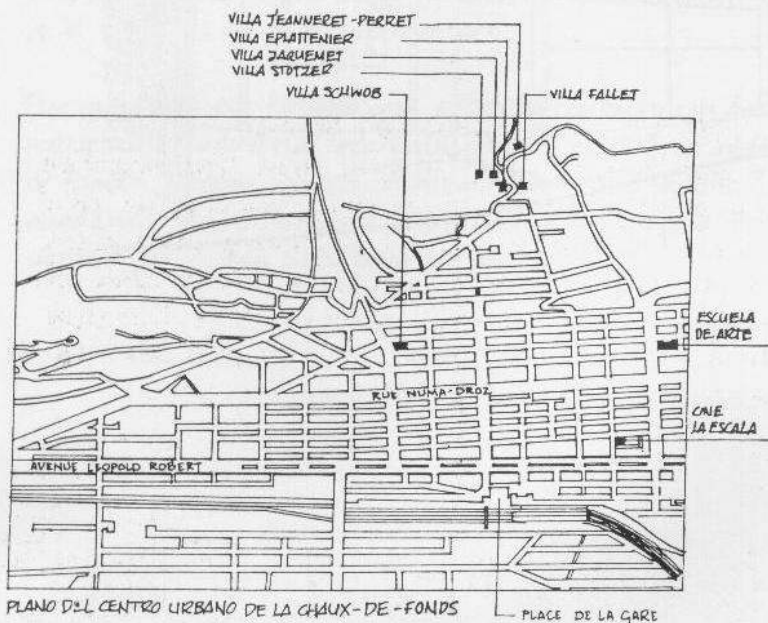 VILLA JEANNERET-PERRET
VILLA EPLATTENIER
VILLA JAQUEMET
VILLA STOTZER
VILLA SCHWOB
VILLA FALLET
ESCUELA
DE ARTE
RUE NUMA-DROZ
CINE
LA ESCALA
AVENUE LEOPOLD ROBERT
PLANO DEL CENTRO URBANO DE LA CHAUX-DE-FONDS
PLACE DE LA GARE